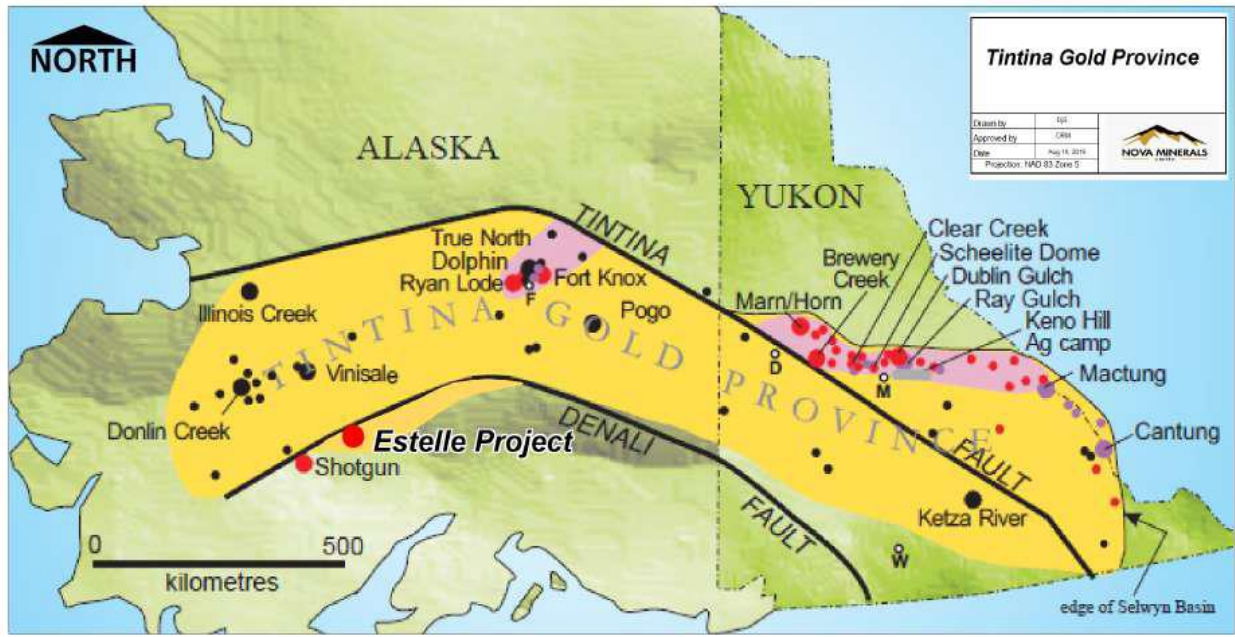 NORTH
Tintina Gold Province
Drawn by
DJS
Approved by
Date
Projection: NAD 83 Zone 5
NOVA MINERALS
LIMITED
ALASKA
YUKON
TINTINA
FAULT
TINTINA GOLD PROVINCE
True North
Dolphin
Ryan Lode
Fort Knox
F
Illinois Creek
Pogo
Vinisale
Donlin Creek
Estelle Project
Shotgun
DENALI
FAULT
Clear Creek
Scheelite Dome
Dublin Gulch
Brewery
Creek
Ray Gulch
Marn/Horn
Keno Hill
Ag camp
D
M
Mactung
Cantung
Ketza River
W
edge of Selwyn Basin
0
500
kilometres